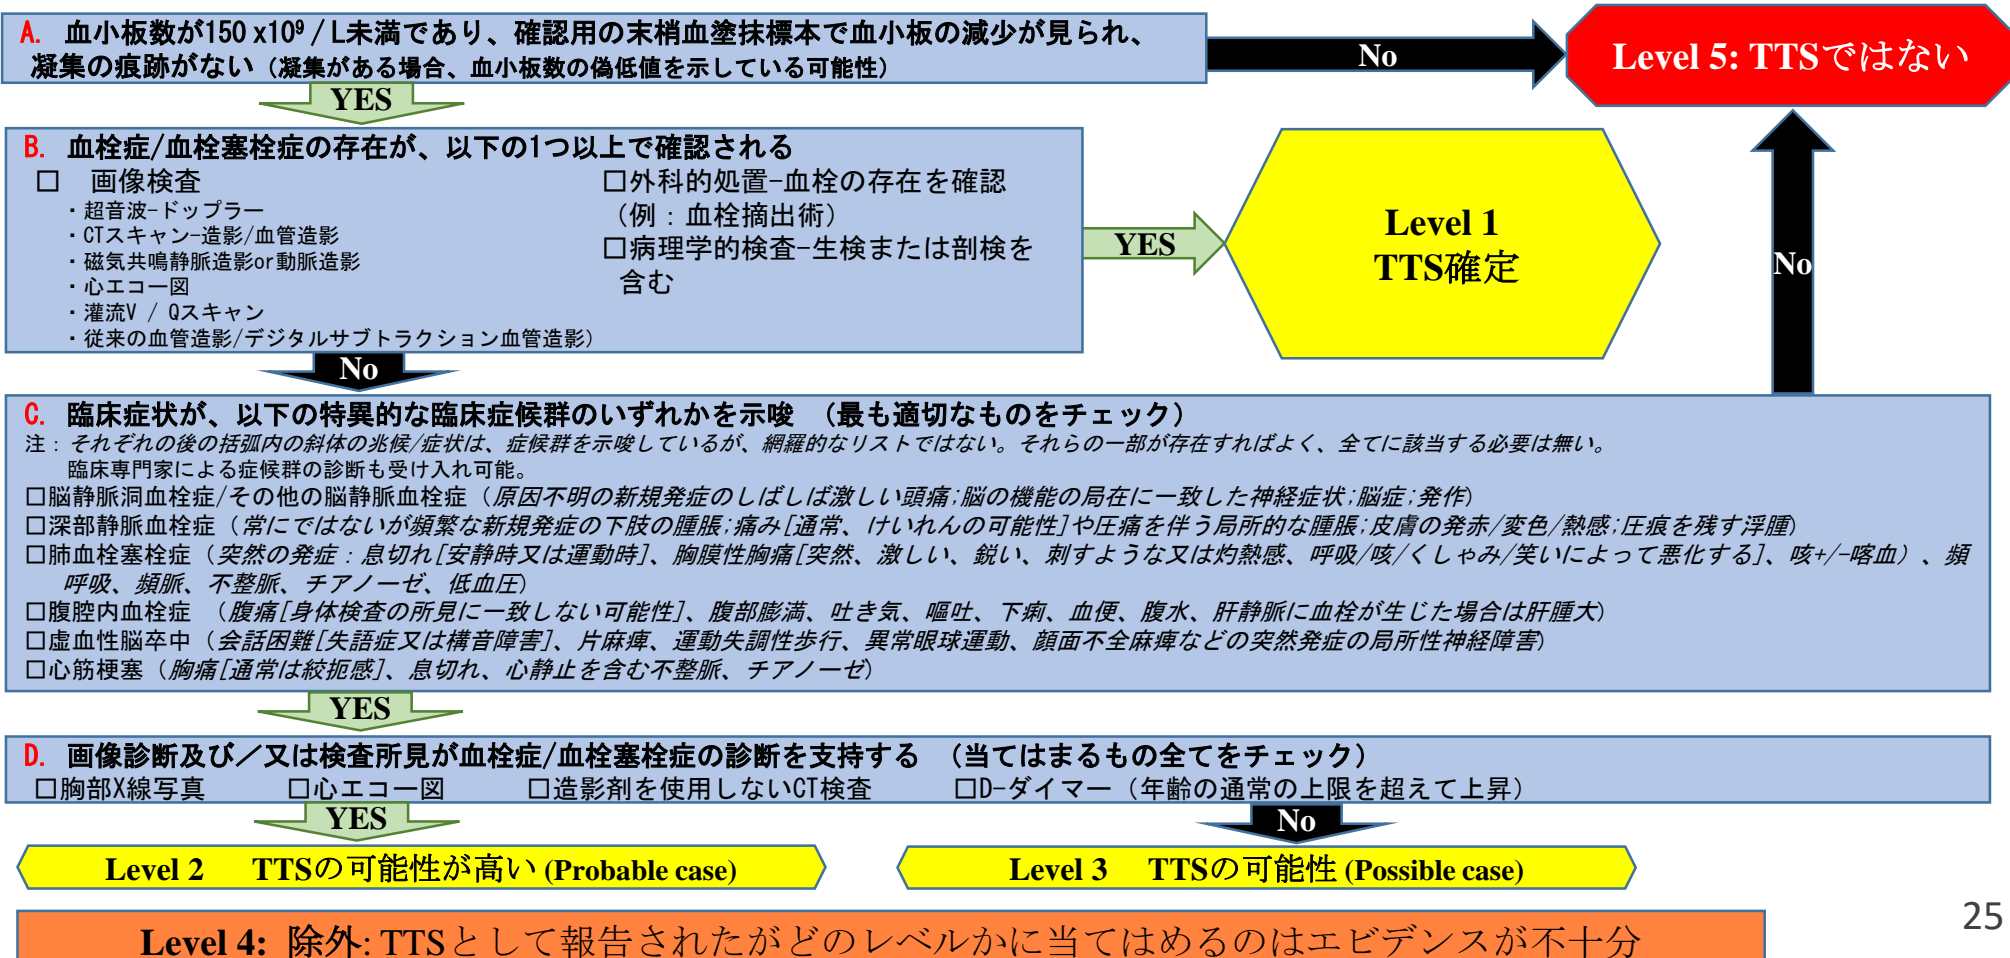 A. 血小板数が150 x10⁹ / L未満であり、確認用の末梢血塗抹標本で血小板の減少が見られ、
凝集の痕跡がない（凝集がある場合、血小板数の偽低値を示している可能性）
No
Level 5: TTSではない
YES
B. 血栓症/血栓塞栓症の存在が、以下の1つ以上で確認される
□ 画像検査
・超音波-ドップラー
・CTスキャン-造影/血管造影
・磁気共鳴静脈造影or動脈造影
・心エコー図
・灌流V / Qスキャン
・従来の血管造影/デジタルサブトラクション血管造影）
□外科的処置-血栓の存在を確認
（例：血栓摘出術）
□病理学的検査-生検または剖検を
含む
YES
Level 1
TTS確定
No
No
C. 臨床症状が、以下の特異的な臨床症候群のいずれかを示唆 （最も適切なものをチェック）
注：それぞれの後の括弧内の斜体の兆候/症状は、症候群を示唆しているが、網羅的なリストではない。それらの一部が存在すればよく、全てに該当する必要は無い。
臨床専門家による症候群の診断も受け入れ可能。
□脳静脈洞血栓症/その他の脳静脈血栓症（原因不明の新規発症のしばしば激しい頭痛;脳の機能の局在に一致した神経症状;脳症;発作）
□深部静脈血栓症（常にではないが頻繁な新規発症の下肢の腫脹;痛み[通常、けいれんの可能性]や圧痛を伴う局所的な腫脹;皮膚の発赤/変色/熱感;圧痕を残す浮腫）
□肺血栓塞栓症（突然の発症：息切れ[安静時又は運動時]、胸膜性胸痛[突然、激しい、鋭い、刺すような又は灼熱感、呼吸/咳/くしゃみ/笑いによって悪化する]、咳+/-喀血）、頻
呼吸、頻脈、不整脈、チアノーゼ、低血圧）
□腹腔内血栓症 （腹痛[身体検査の所見に一致しない可能性]、腹部膨満、吐き気、嘔吐、下痢、血便、腹水、肝静脈に血栓が生じた場合は肝腫大）
□虚血性脳卒中（会話困難[失語症又は構音障害]、片麻痺、運動失調性歩行、異常眼球運動、顔面不全麻痺などの突然発症の局所性神経障害）
□心筋梗塞（胸痛[通常は絞扼感]、息切れ、心静止を含む不整脈、チアノーゼ）
YES
D. 画像診断及び／又は検査所見が血栓症/血栓塞栓症の診断を支持する （当てはまるもの全てをチェック）
□胸部X線写真 □心エコー図 □造影剤を使用しないCT検査 □D-ダイマー（年齢の通常の上限を超えて上昇）
YES
No
Level 2 TTSの可能性が高い (Probable case)
Level 3 TTSの可能性 (Possible case)
Level 4: 除外: TTSとして報告されたがどのレベルかに当てはめるのはエビデンスが不十分
25